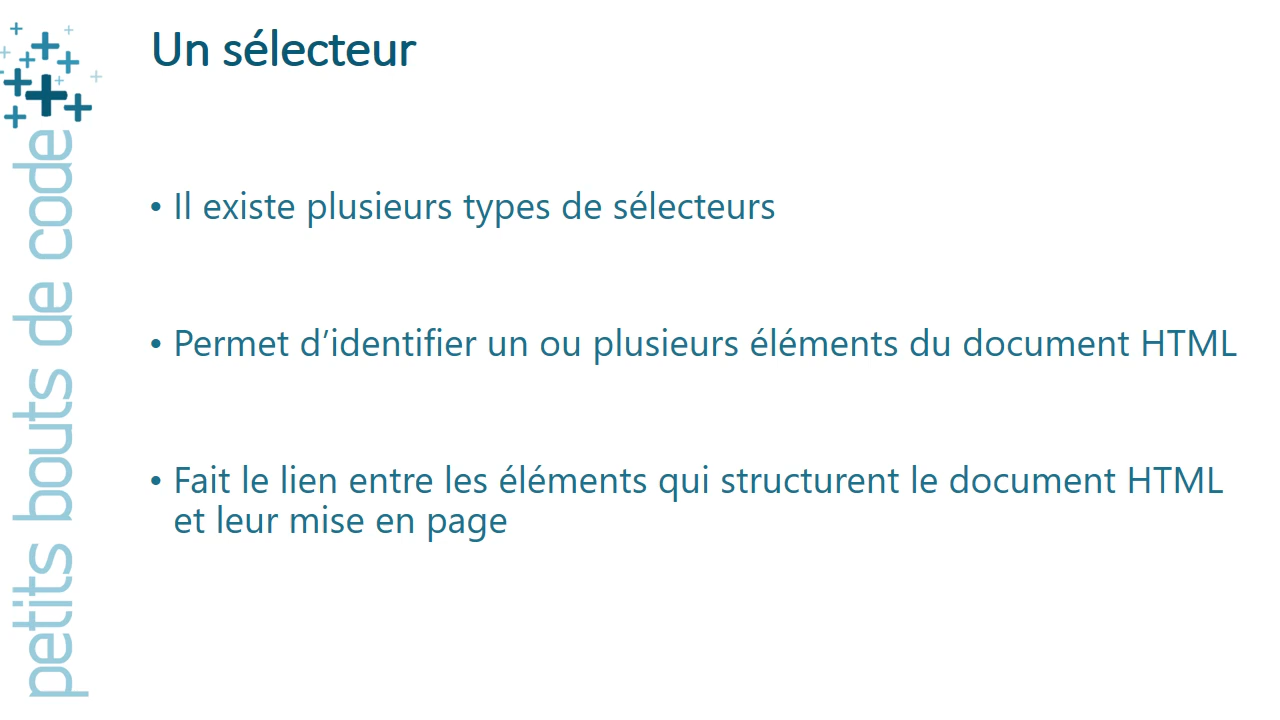 Un sélecteur
• Il existe plusieurs types de sélecteurs
• Permet d’identifier un ou plusieurs éléments du document HTML
• Fait le lien entre les éléments qui structurent le document HTML
et leur mise en page
petits bouts de code